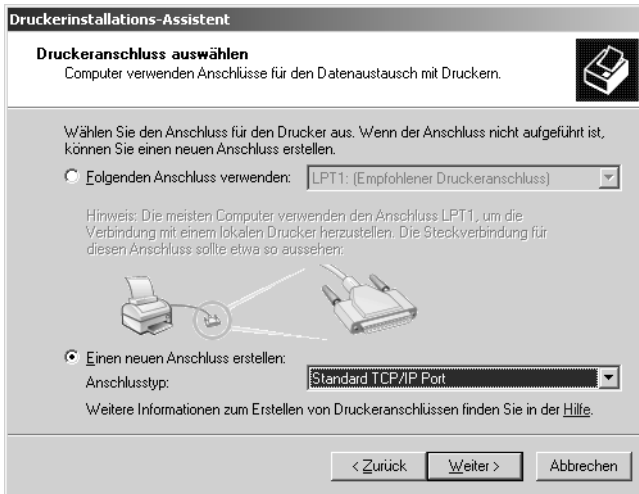 Druckerinstallations-Assistent
Druckeranschluss auswählen
Computer verwenden Anschlüsse für den Datenaustausch mit Druckern.
Wählen Sie den Anschluss für den Drucker aus. Wenn der Anschluss nicht aufgeführt ist,
können Sie einen neuen Anschluss erstellen.
Folgenden Anschluss verwenden: LPT1: (Empfohlener Druckeranschluss)
Hinweis: Die meisten Computer verwenden den Anschluss LPT1, um die
Verbindung mit einem lokalen Drucker herzustellen. Die Steckverbindung für
diesen Anschluss sollte etwa so aussehen:
Einen neuen Anschluss erstellen:
Anschlusstyp: Standard TCP/IP Port
Weitere Informationen zum Erstellen von Druckeranschlüssen finden Sie in der Hilfe.
< Zurück Weiter > Abbrechen